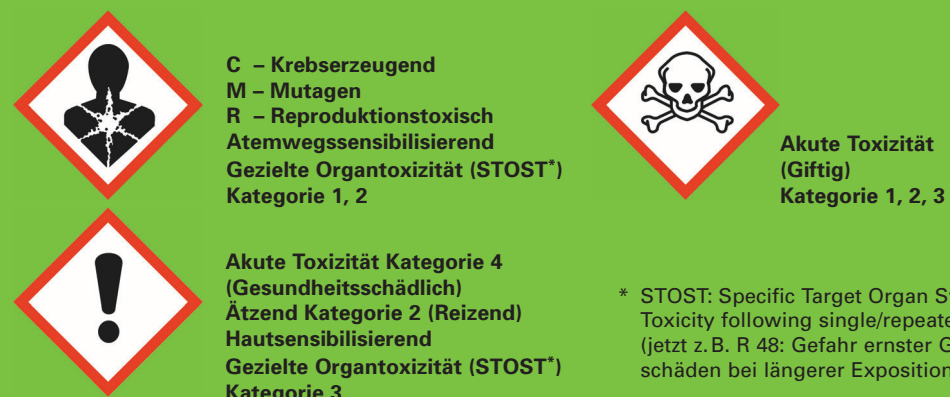 C – Krebserzeugend
M – Mutagen
R – Reproduktionstoxisch
Atemwegssensibilisierend
Gezielte Organtoxizität (STOST*)
Kategorie 1, 2
Akute Toxizität
(Giftig)
Kategorie 1, 2, 3
Akute Toxizität Kategorie 4
(Gesundheitsschädlich)
Ätzend Kategorie 2 (Reizend)
Hautsensibilisierend
Gezielte Organtoxizität (STOST*)
Kategorie 3
* STOST: Specific Target Organ
Toxicity following single/repeate
(jetzt z. B. R 48: Gefahr ernster G
schäden bei längerer Exposition